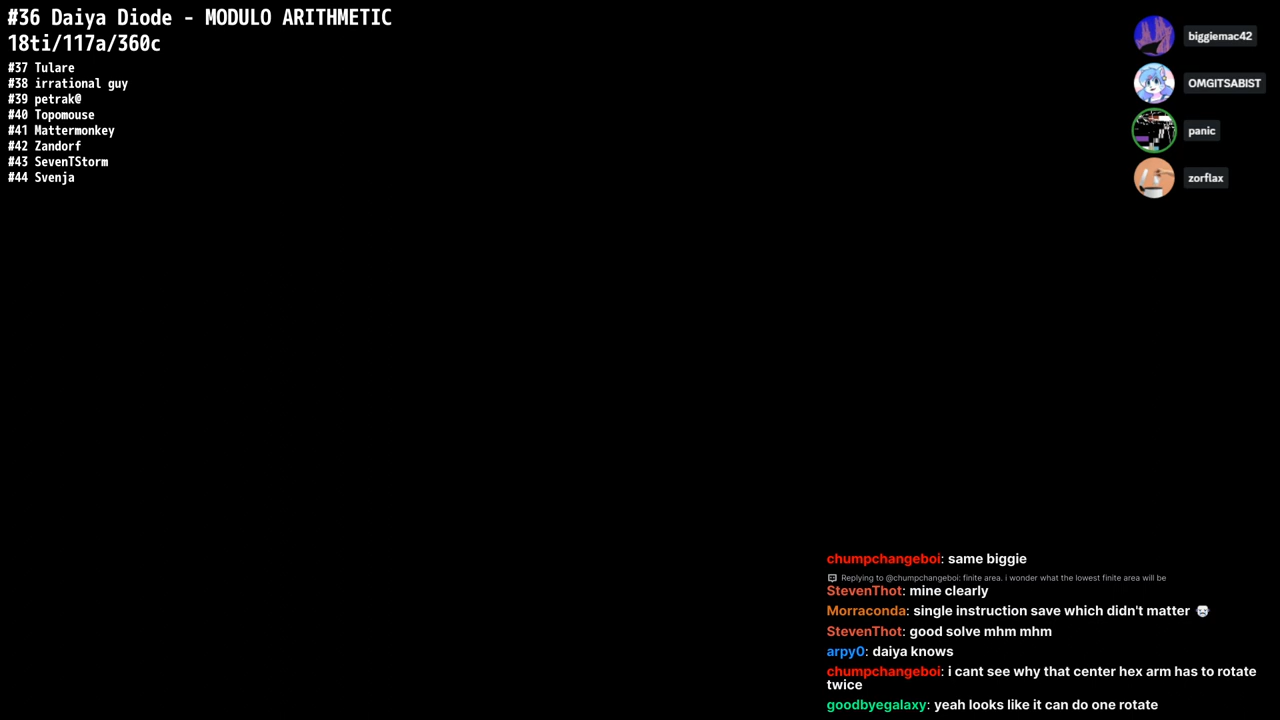 #36 Daiya Diode - MODULO ARITHMETIC
18ti/117a/360c
#37 Tulare
#38 irrational guy
#39 petrak@
#40 Topomouse
#41 Mattermonkey
#42 Zandorf
#43 SevenTStorm
#44 Svenja
biggiemac42
OMGITSABIST
panic
zorflax
chumpchangeboi: same biggie
Replying to @chumpchangeboi: finite area. i wonder what the lowest finite area will be
StevenThot: mine clearly
Morraconda: single instruction save which didn't matter
StevenThot: good solve mhm mhm
arpy0: daiya knows
chumpchangeboi: i cant see why that center hex arm has to rotate
twice
goodbyegalaxy: yeah looks like it can do one rotate